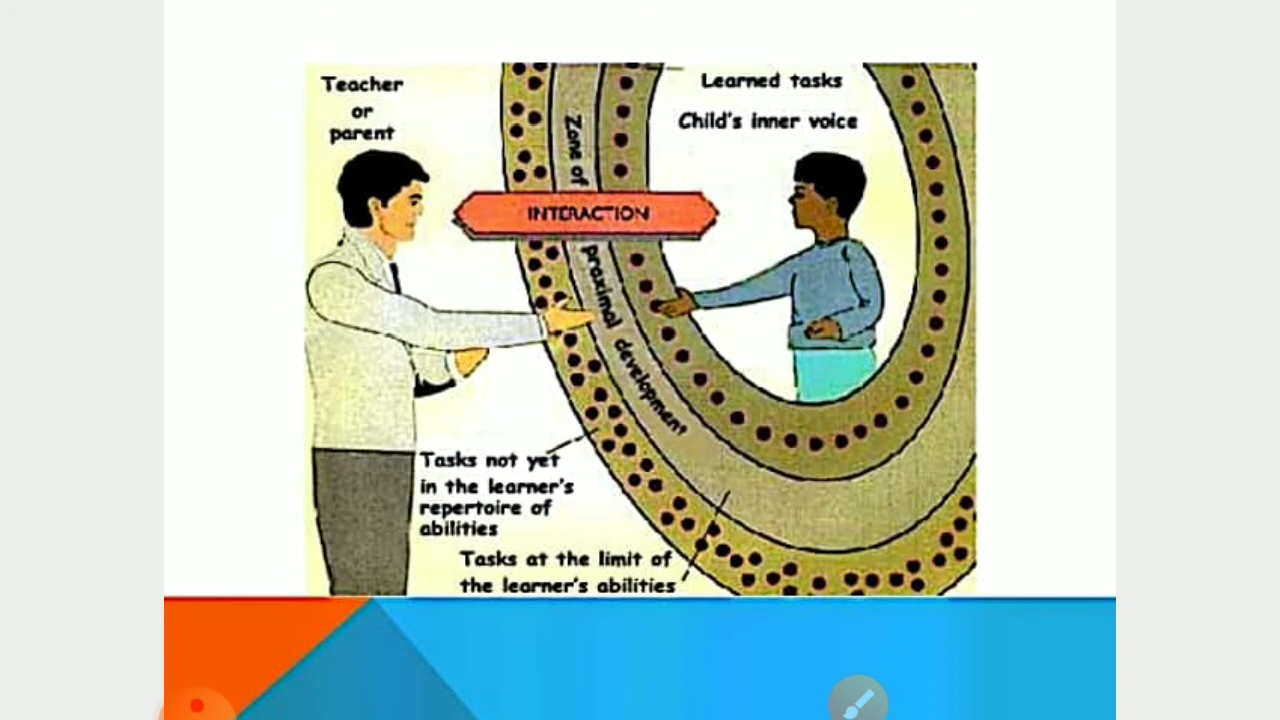 Teacher
or
parent
Learned tasks
Child's inner voice
Zone of
INTERACTION
proximal development
Tasks not yet
in the learner's
repertoire of
abilities
Tasks at the limit of
the learner's abilities